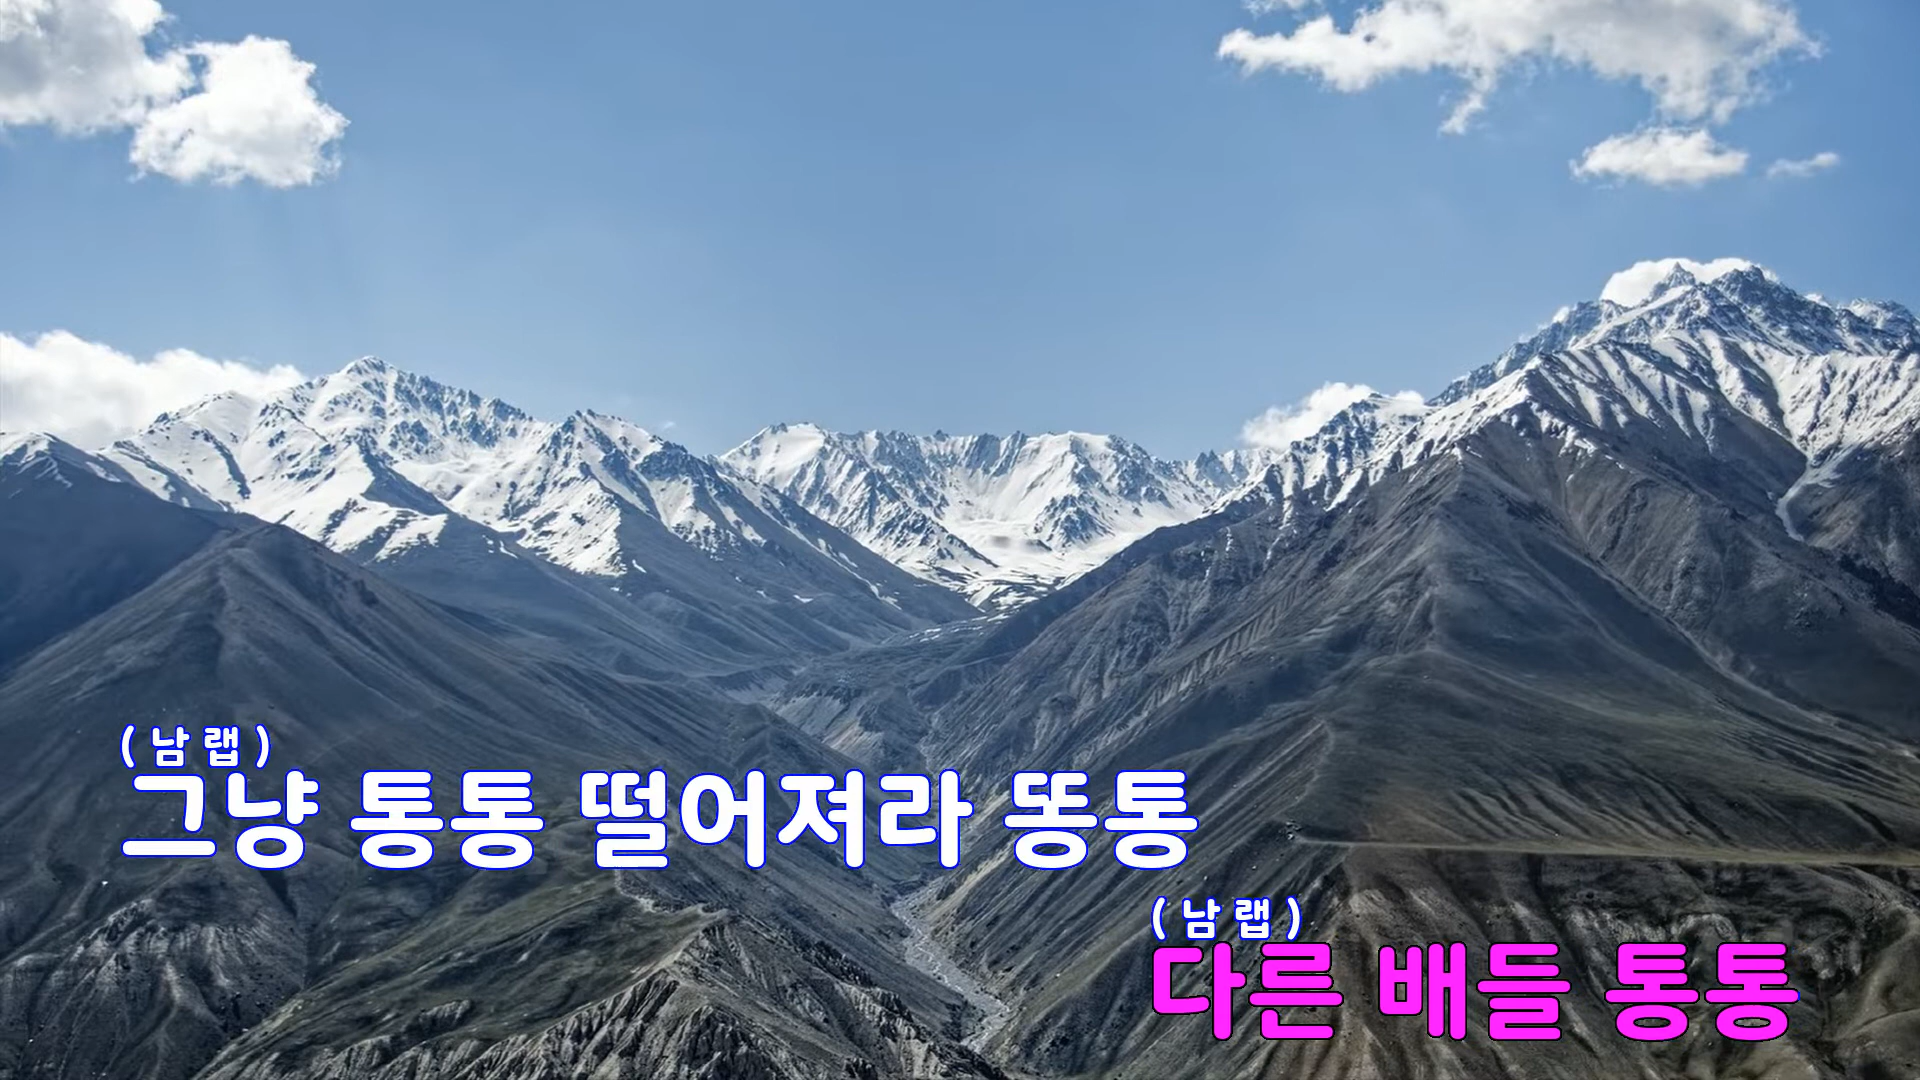 ( 남 랩 )
그냥 통통 떨어져라 똥통
( 남 랩 )
다른 배들 통통